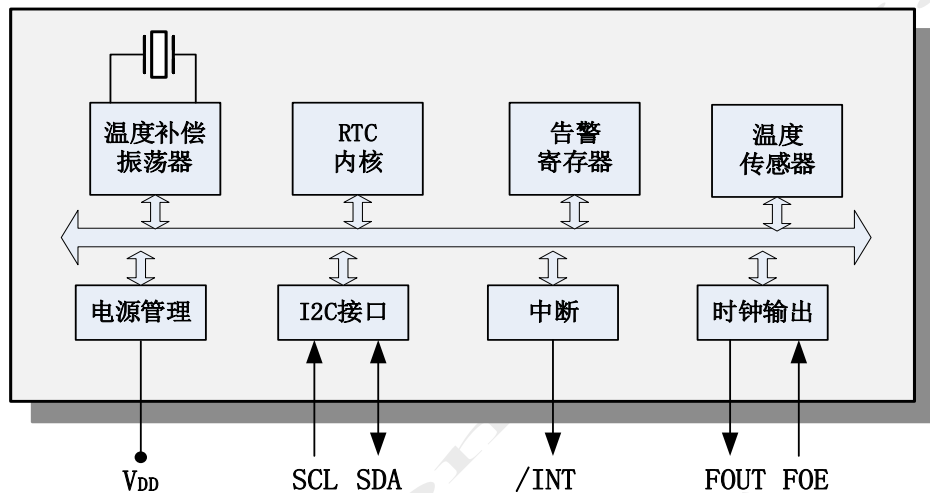 温度补偿
振荡器
RTC
内核
告警
寄存器
温度
传感器
电源管理
I2C接口
中断
时钟输出
VDD
SCL SDA
/INT
FOUT FOE